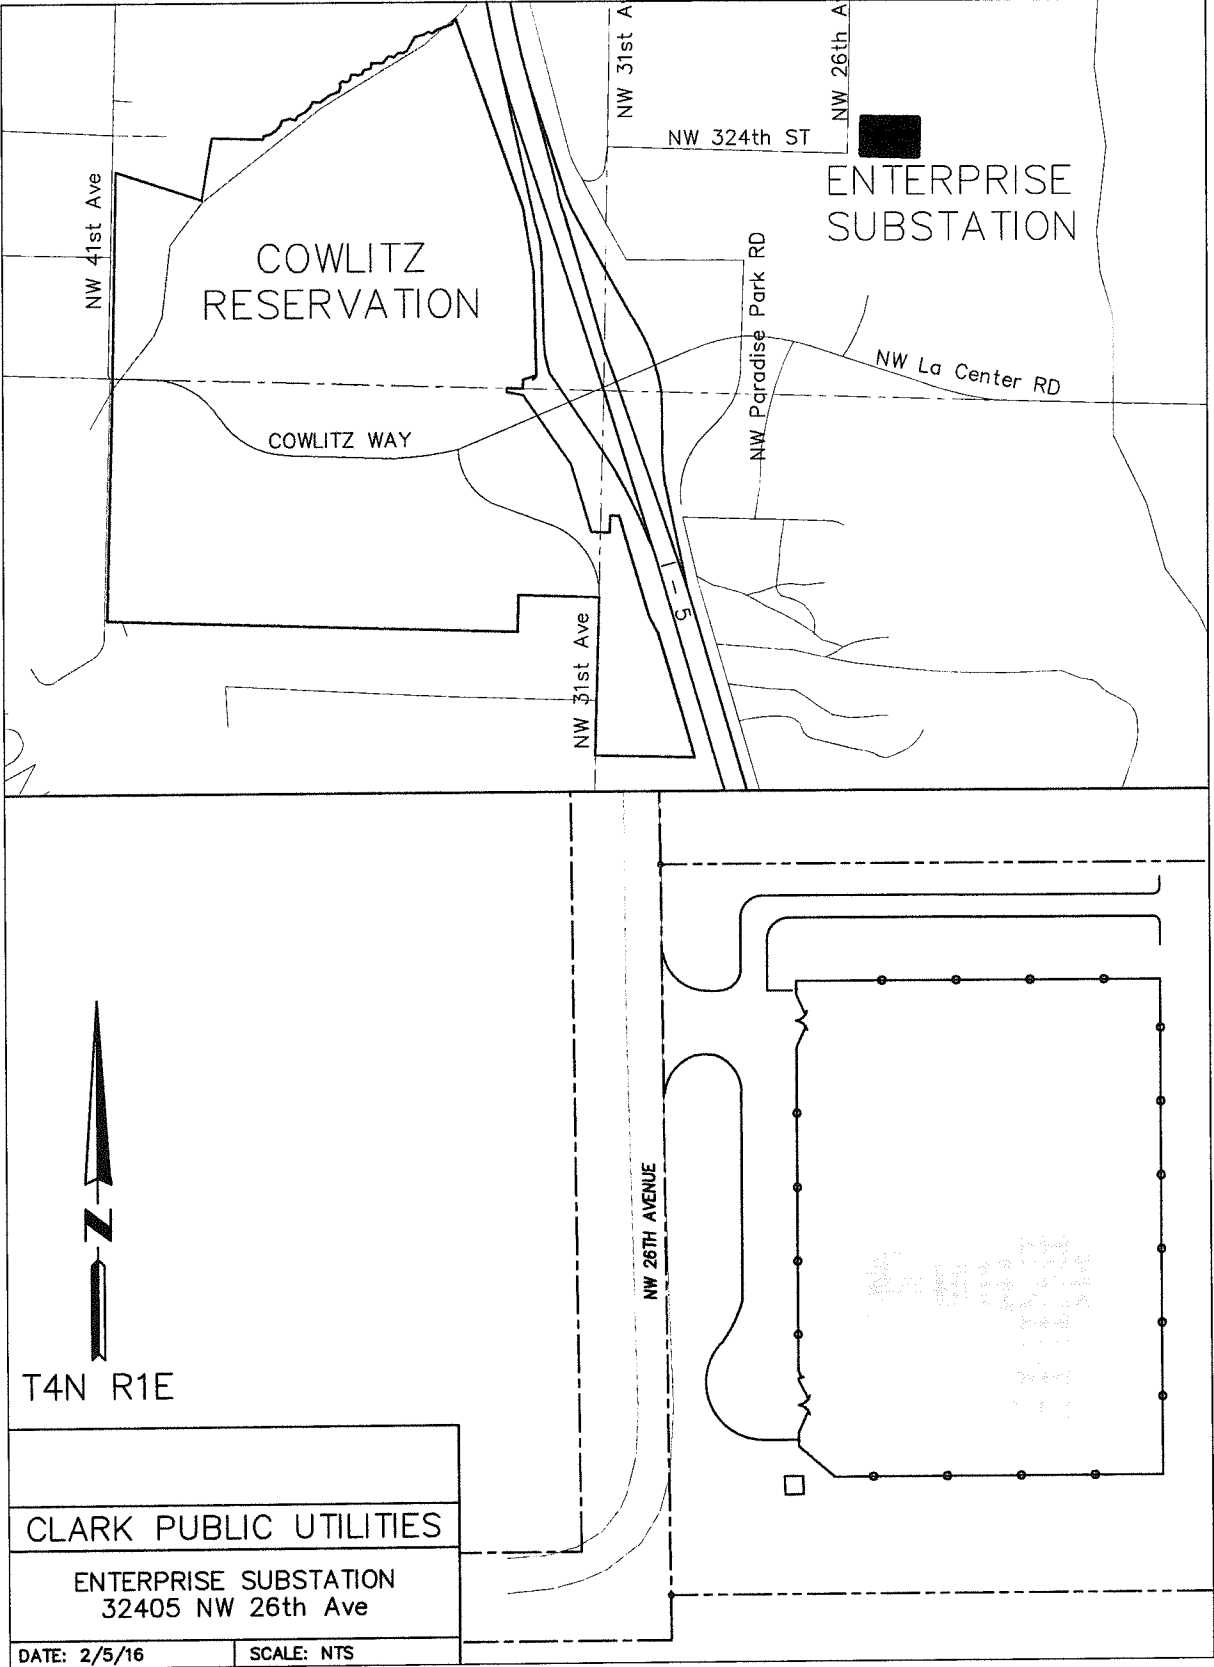 NW 31st A
NW 26th A
NW 324th ST
ENTERPRISE
SUBSTATION
NW 41st Ave
COWLITZ
RESERVATION
NW Paradise Park RD
NW La Center RD
COWLITZ WAY
I - 5
NW 31st Ave
NW 26TH AVENUE
N
T4N R1E
CLARK PUBLIC UTILITIES
ENTERPRISE SUBSTATION
32405 NW 26th Ave
DATE: 2/5/16
SCALE: NTS